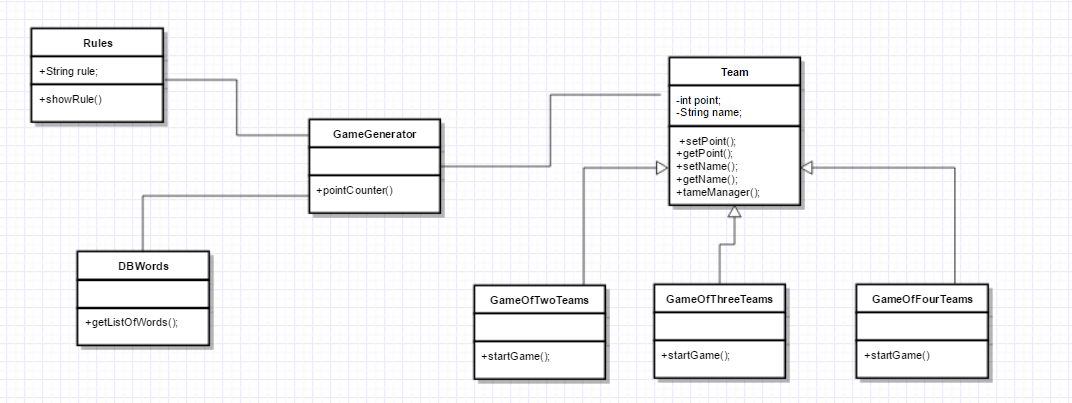 Rules
+String rule;
+showRule()
GameGenerator
+pointCounter()
DBWords
+getListOfWords();
Team
-int point;
-String name;
+setPoint();
+getPoint();
+setName();
+getName();
+tameManager();
GameOfTwoTeams
+startGame();
GameOfThreeTeams
+startGame();
GameOfFourTeams
+startGame()